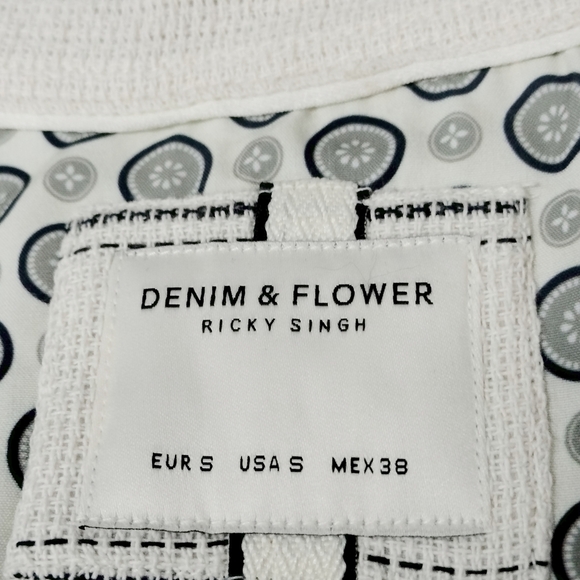 DENIM & FLOWER
RICKY SINGH
EUR S USA S MEX 38